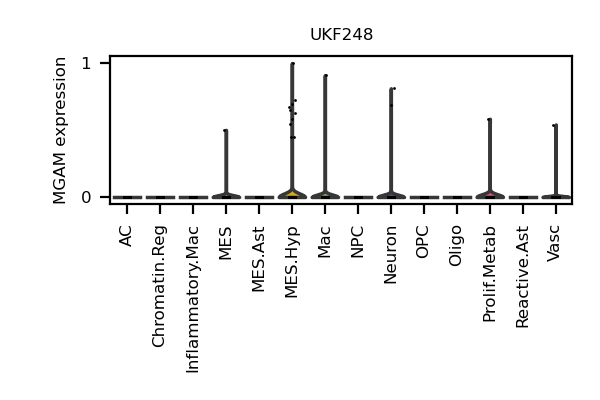 UKF248
MGAM expression
1
0
AC
Chromatin.Reg
Inflammatory.Mac
MES
MES.Ast
MES.Hyp
Mac
NPC
Neuron
OPC
Oligo
Prolif.Metab
Reactive.Ast
Vasc